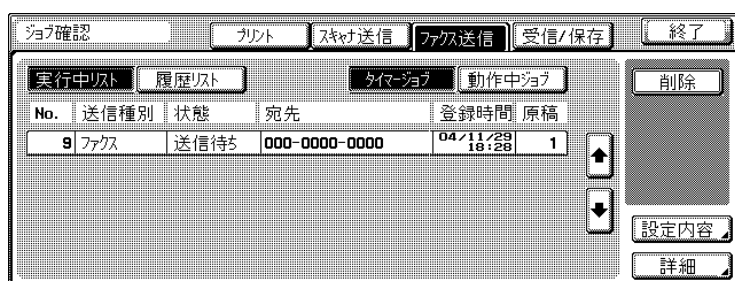 ジョブ確認 プリント スキャナ送信 ファクス送信 受信/保存 終了
実行中リスト 履歴リスト タイマージョブ 動作中ジョブ 削除
No. 送信種別 状態 宛先 登録時間 原稿
9 ファクス 送信待ち 000-0000-0000 04/11/29 18:28 1
設定内容
詳細